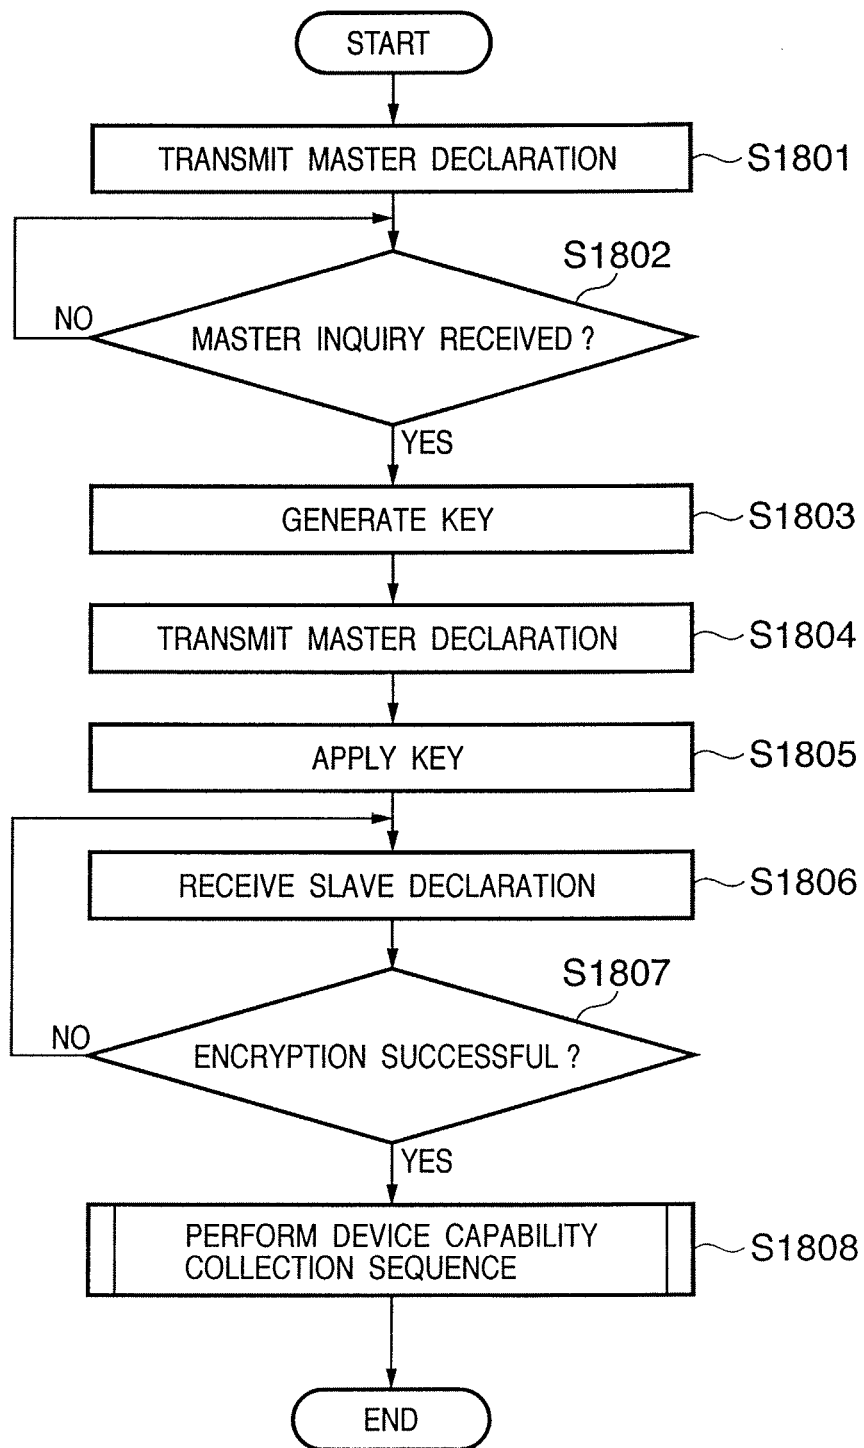 START
TRANSMIT MASTER DECLARATION
S1801
S1802
NO
MASTER INQUIRY RECEIVED ?
YES
GENERATE KEY
S1803
TRANSMIT MASTER DECLARATION
S1804
APPLY KEY
S1805
RECEIVE SLAVE DECLARATION
S1806
S1807
NO
ENCRYPTION SUCCESSFUL ?
YES
PERFORM DEVICE CAPABILITY
COLLECTION SEQUENCE
S1808
END